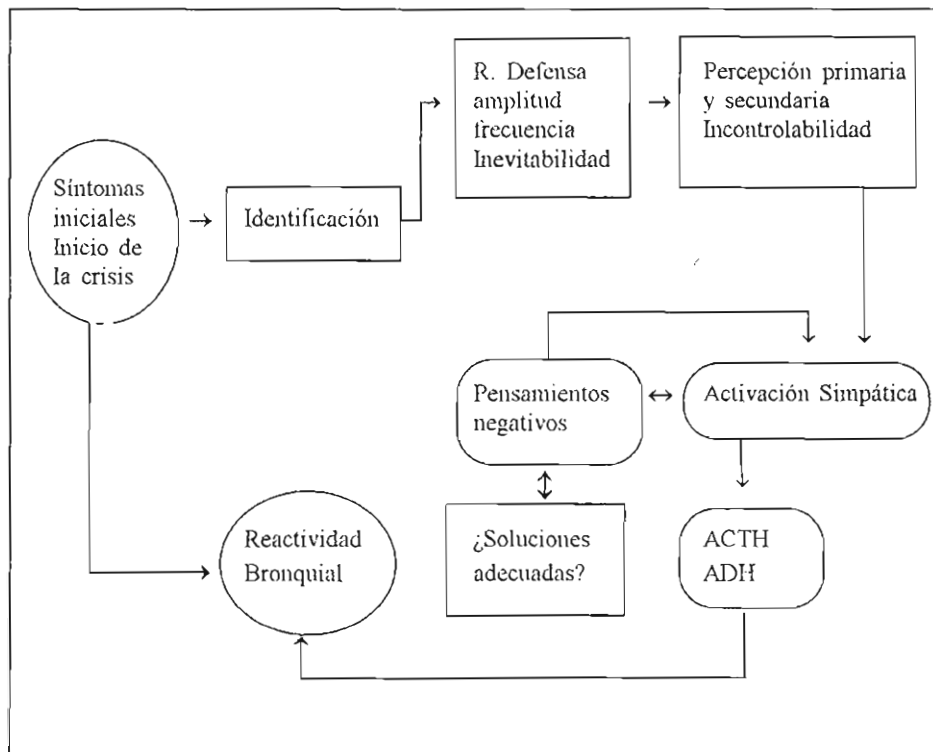 R. Defensa
amplitud
frecuencia
Inevitabilidad
Percepción primaria
y secundaria
Incontrolabilidad
Síntomas
iniciales
Inicio de
la crisis
Identificación
Pensamientos
negativos
Activación Simpática
Reactividad
Bronquial
¿Soluciones
adecuadas?
ACTH
ADH